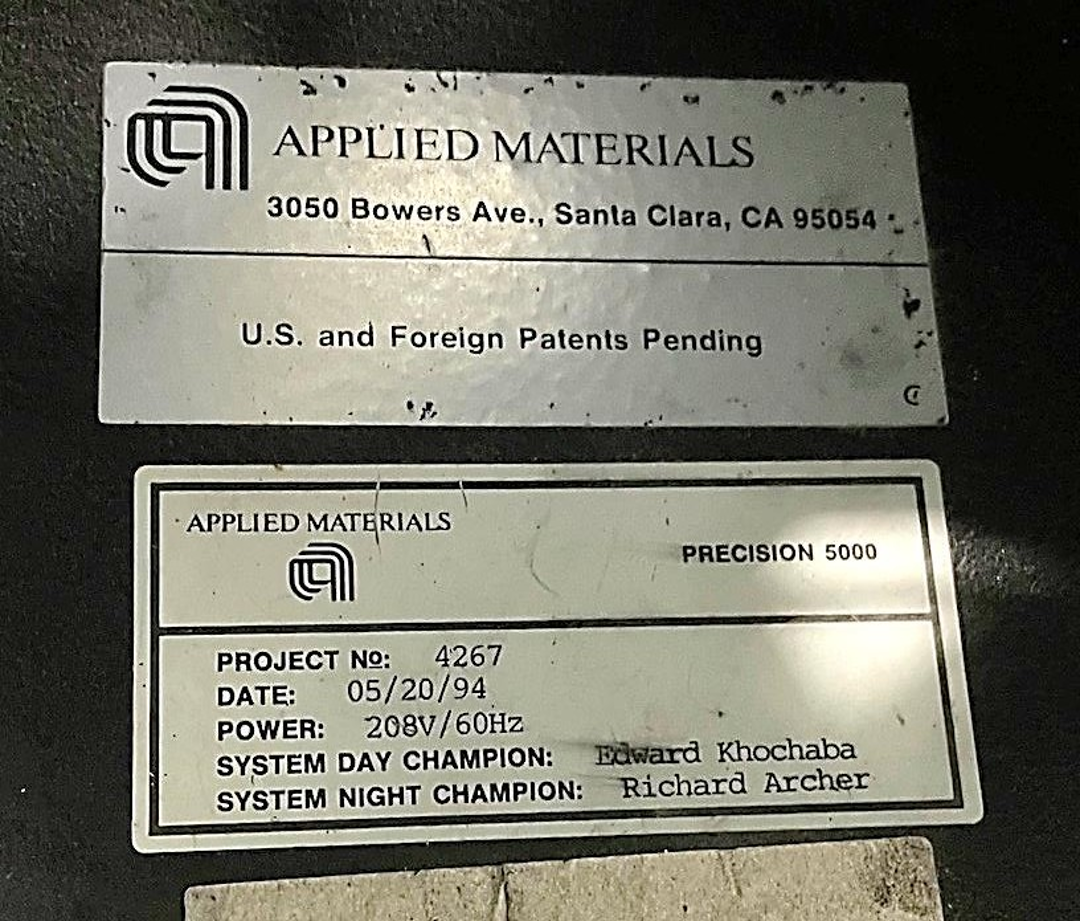 APPLIED MATERIALS
3050 Bowers Ave., Santa Clara, CA 95054
U.S. and Foreign Patents Pending
APPLIED MATERIALS
PRECISION 5000
PROJECT Nº: 4267
DATE: 05/20/94
POWER: 208V/60Hz
SYSTEM DAY CHAMPION: Edward Khochaba
SYSTEM NIGHT CHAMPION: Richard Archer